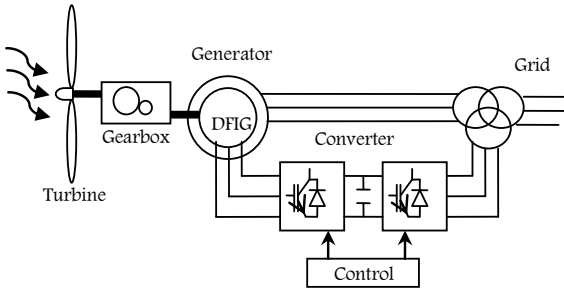 Generator
Grid
DFIG
Gearbox
Converter
Turbine
Control